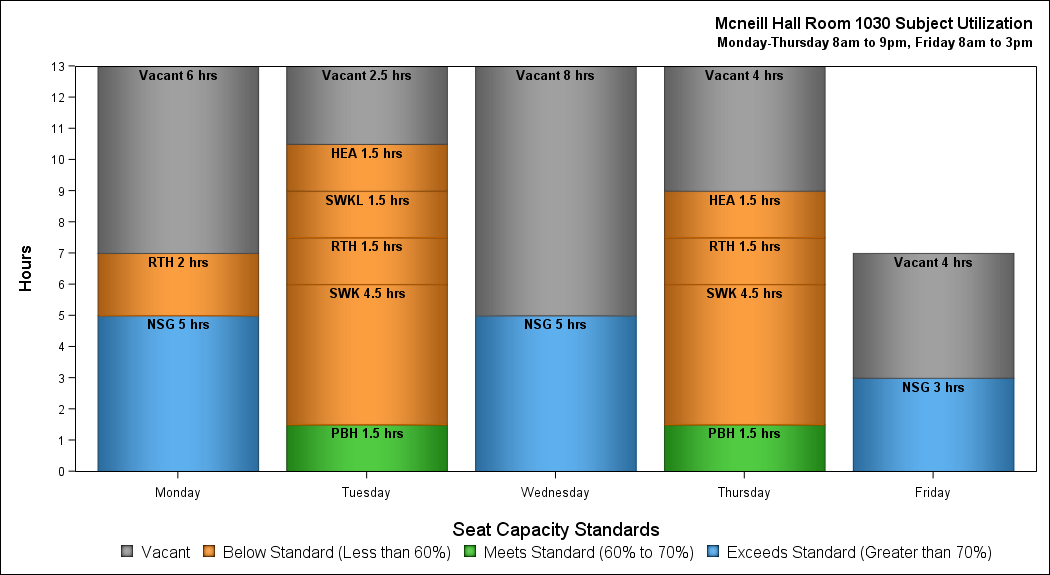 Mcneill Hall Room 1030 Subject Utilization
Monday-Thursday 8am to 9pm, Friday 8am to 3pm
Hours
13
12
11
10
9
8
7
6
5
4
3
2
1
0
Vacant 6 hrs
RTH 2 hrs
NSG 5 hrs
Vacant 2.5 hrs
HEA 1.5 hrs
SWKL 1.5 hrs
RTH 1.5 hrs
SWK 4.5 hrs
PBH 1.5 hrs
Vacant 8 hrs
NSG 5 hrs
Vacant 4 hrs
HEA 1.5 hrs
RTH 1.5 hrs
SWK 4.5 hrs
PBH 1.5 hrs
Vacant 4 hrs
NSG 3 hrs
Monday Tuesday Wednesday Thursday Friday
Seat Capacity Standards
Vacant Below Standard (Less than 60%) Meets Standard (60% to 70%) Exceeds Standard (Greater than 70%)